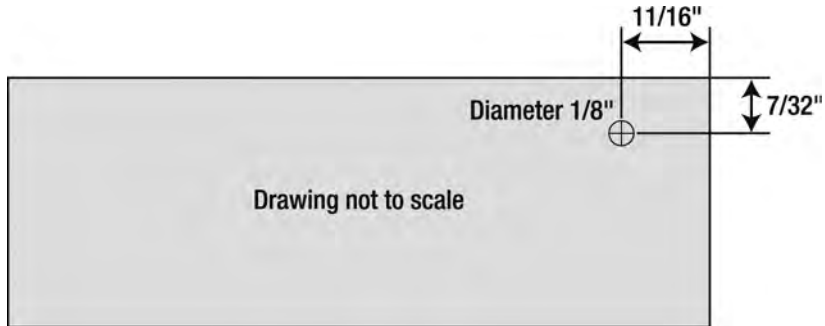 11/16"
Diameter 1/8"
7/32"
Drawing not to scale